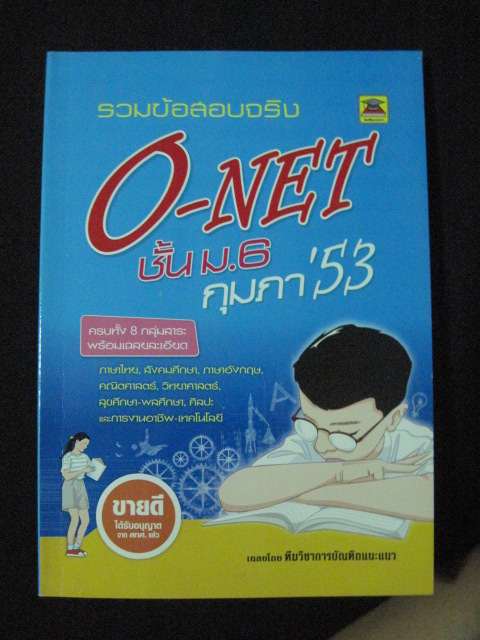 รวมข้อสอบจริง
O-NET
ชั้น ม.6
กุมภา '53
ครบทั้ง 8 กลุ่มสาระ
พร้อมเฉลยละเอียด
ภาษาไทย, สังคมศึกษา, ภาษาอังกฤษ,
คณิตศาสตร์, วิทยาศาสตร์,
สุขศึกษา-พลศึกษา, ศิลปะ
และการงานอาชีพ-เทคโนโลยี
ขายดี
ได้รับอนุญาต
จาก สทศ. แล้ว
เฉลยโดย ทีมวิชาการบัณฑิตแนะแนว